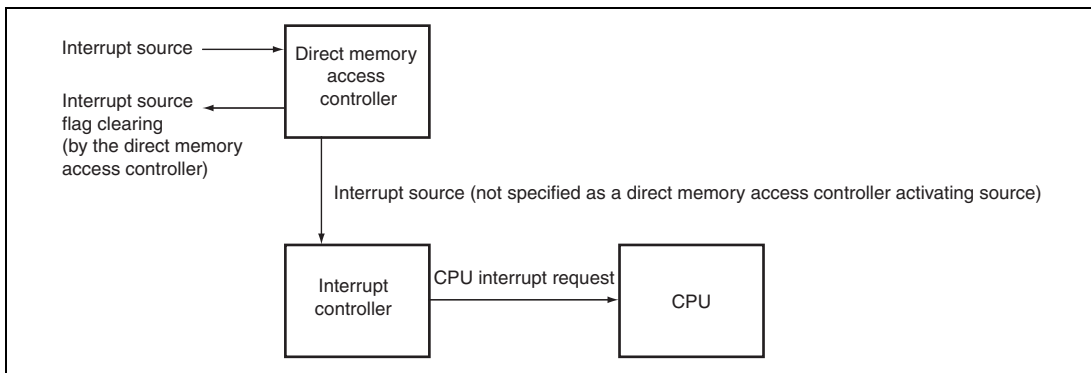 Interrupt source
Direct memory
access
controller
Interrupt source
flag clearing
(by the direct memory
access controller)
Interrupt source (not specified as a direct memory access controller activating source)
Interrupt
controller
CPU interrupt request
CPU